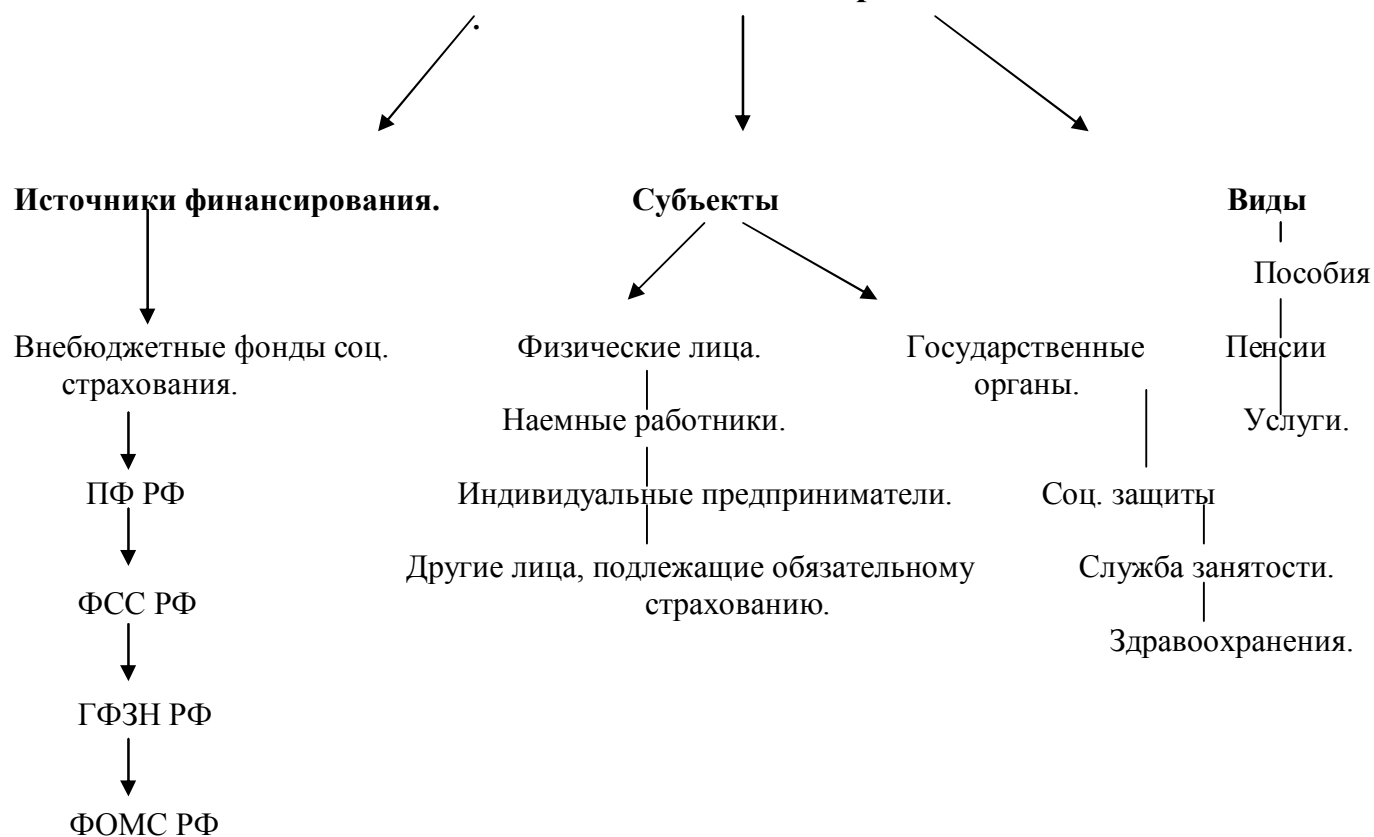 Источники финансирования.
Субъекты
Виды
Пособия
Внебюджетные фонды соц.
страхования.
Физические лица.
Государственные
органы.
Пенсии
Наемные работники.
Услуги.
ПФ РФ
Индивидуальные предприниматели.
Соц. защиты
Другие лица, подлежащие обязательному
страхованию.
Служба занятости.
ФСС РФ
Здравоохранения.
ГФЗН РФ
ФОМС РФ